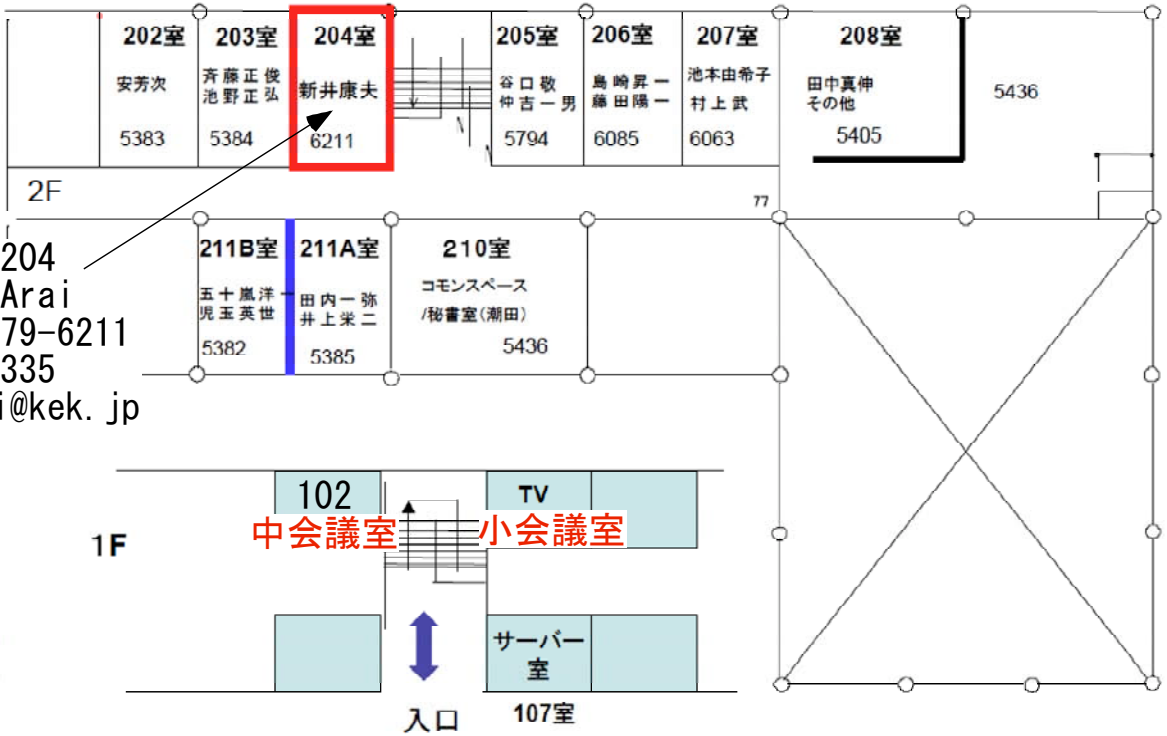 202室
安芳次
5383
203室
斉藤正俊
池野正弘
5384
204室
新井康夫
6211
205室
谷口敬
仲吉一男
5794
206室
島崎昇一
藤田陽一
6085
207室
池本由希子
村上武
6063
208室
田中真伸
その他
5405
5436
2F
77
204
Arai
79-6211
335
i@kek.jp
211B室
五十嵐洋一
児玉英世
5382
211A室
田内一弥
井上栄二
5385
210室
コモンスペース
/秘書室(潮田)
5436
1F
102
中会議室
TV
小会議室
サーバー
室
107室
入口